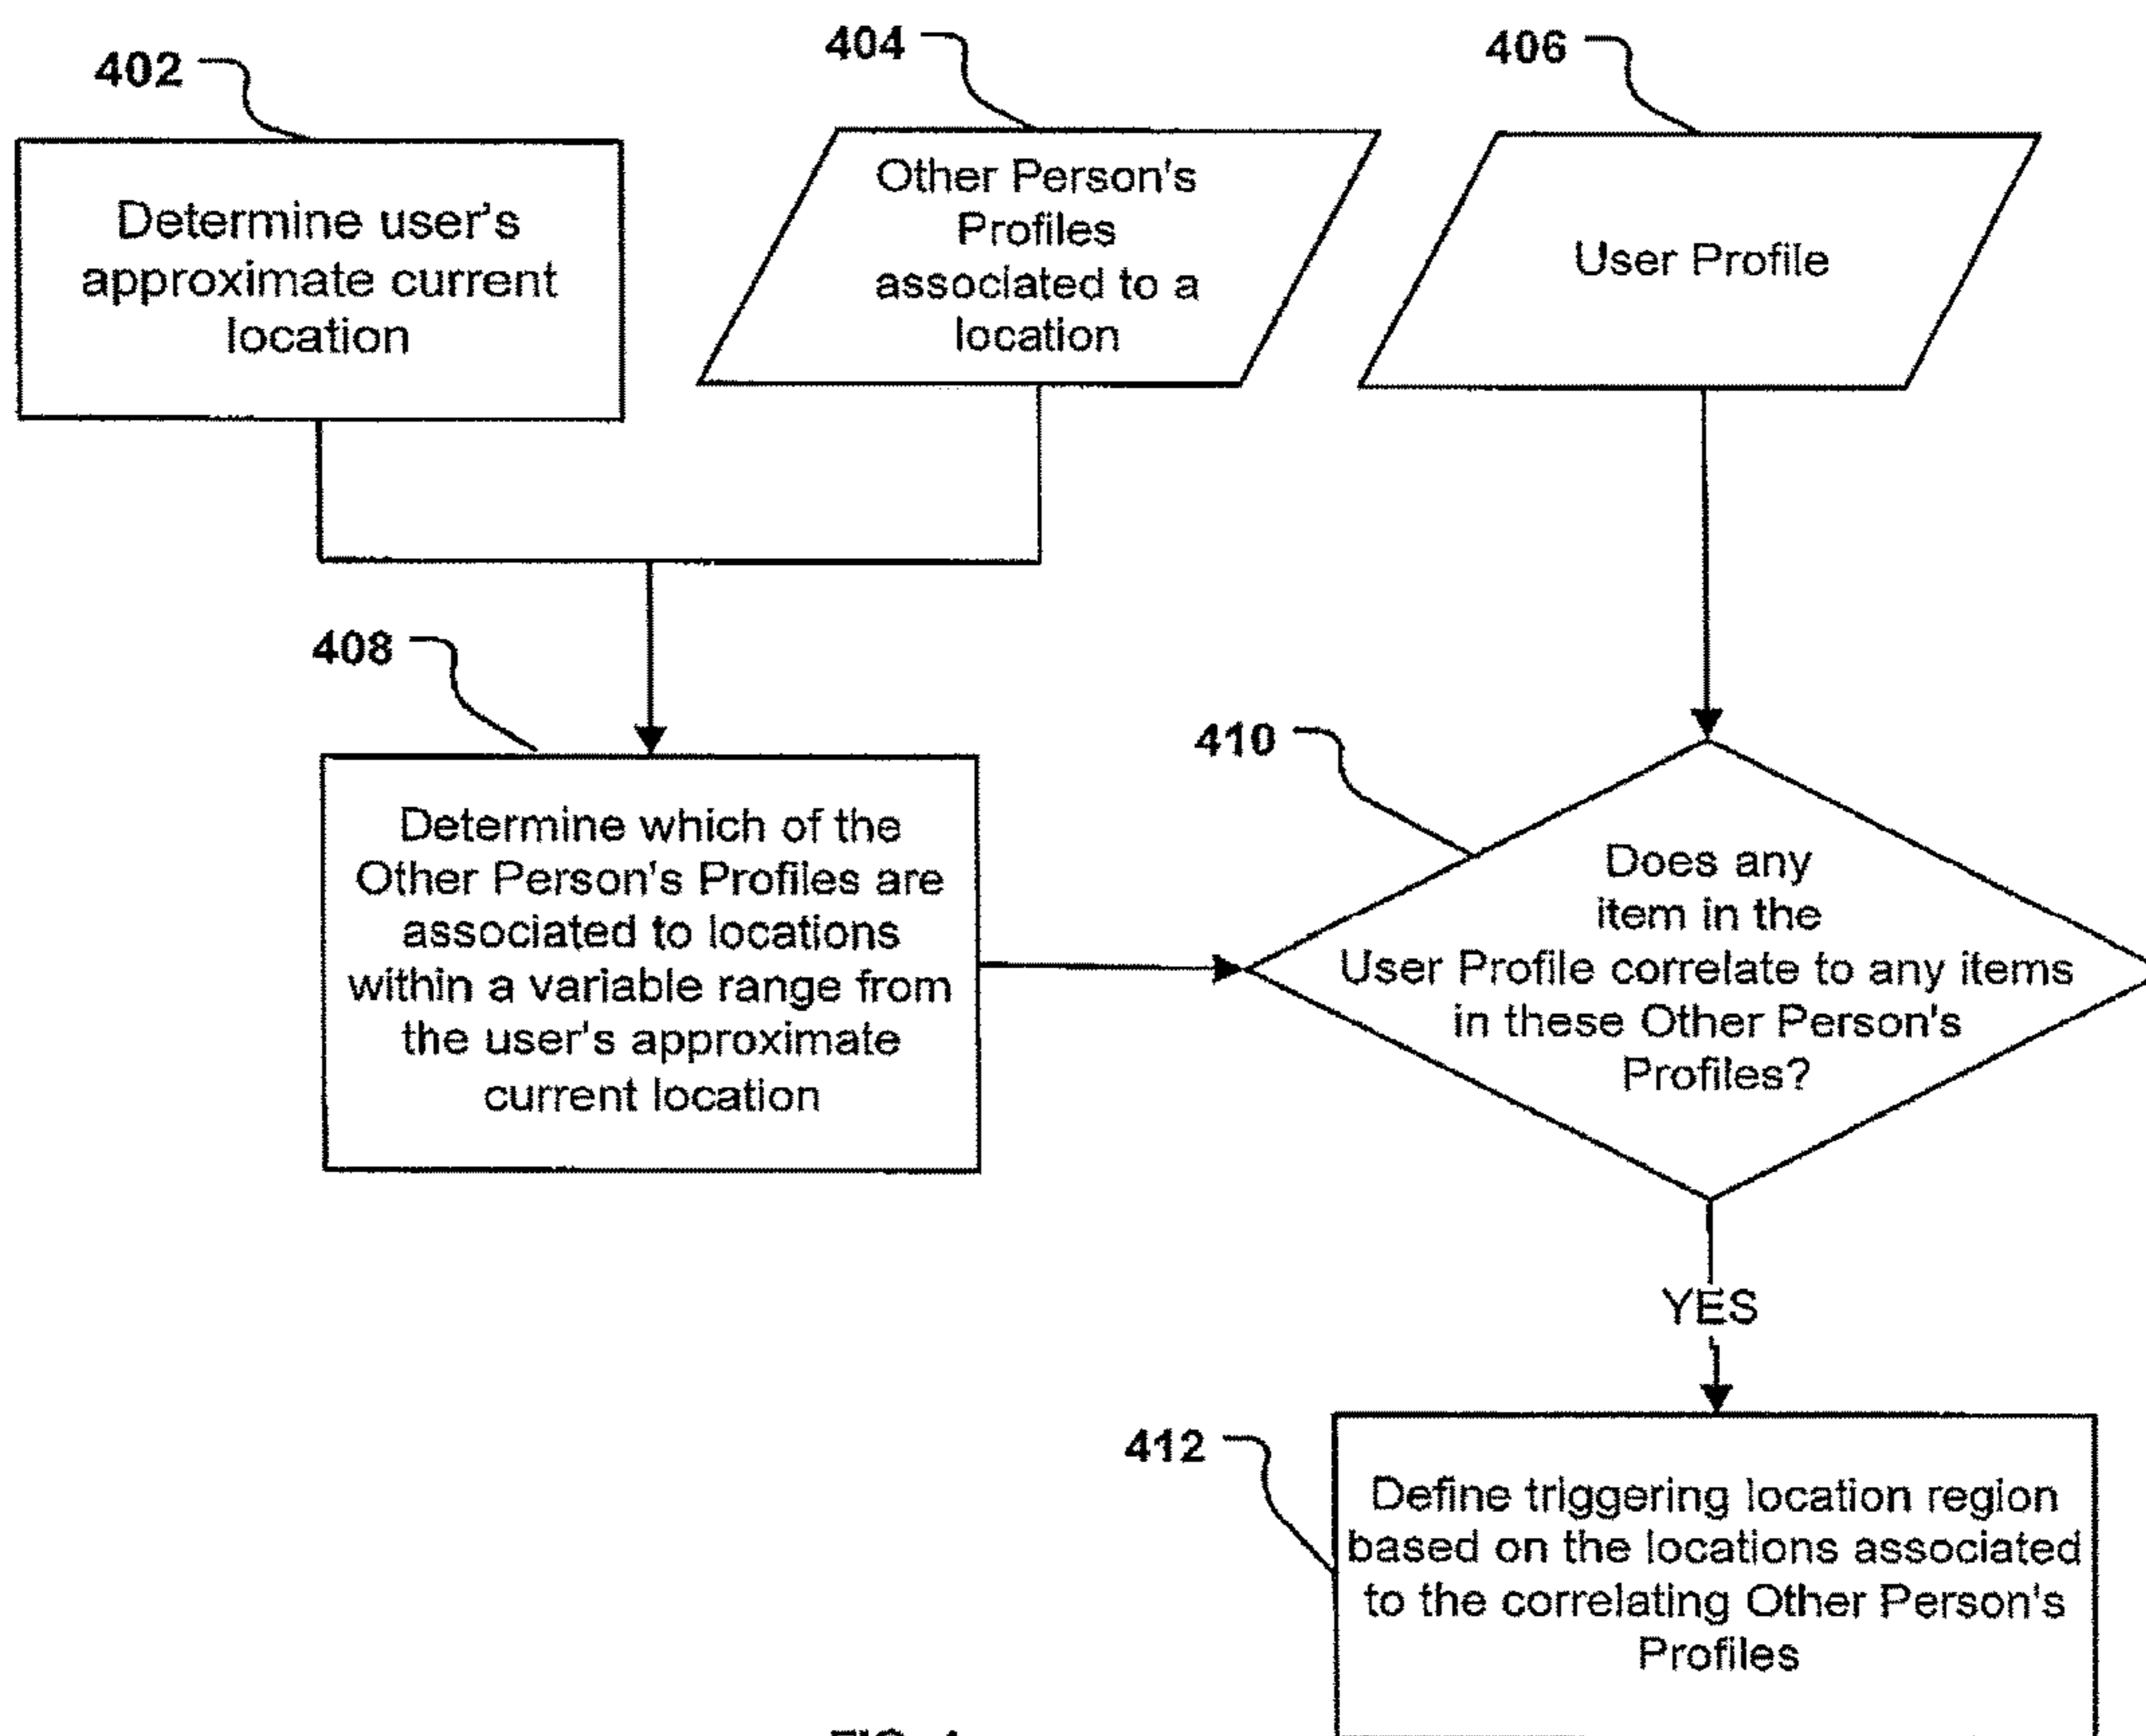 402
404
406
Determine user's
approximate current
location
Other Person's
Profiles
associated to a
location
User Profile
408
410
Determine which of the
Other Person's Profiles are
associated to locations
within a variable range from
the user's approximate
current location
Does any
item in the
User Profile correlate to any items
in these Other Person's
Profiles?
YES
412
Define triggering location region
based on the locations associated
to the correlating Other Person's
Profiles